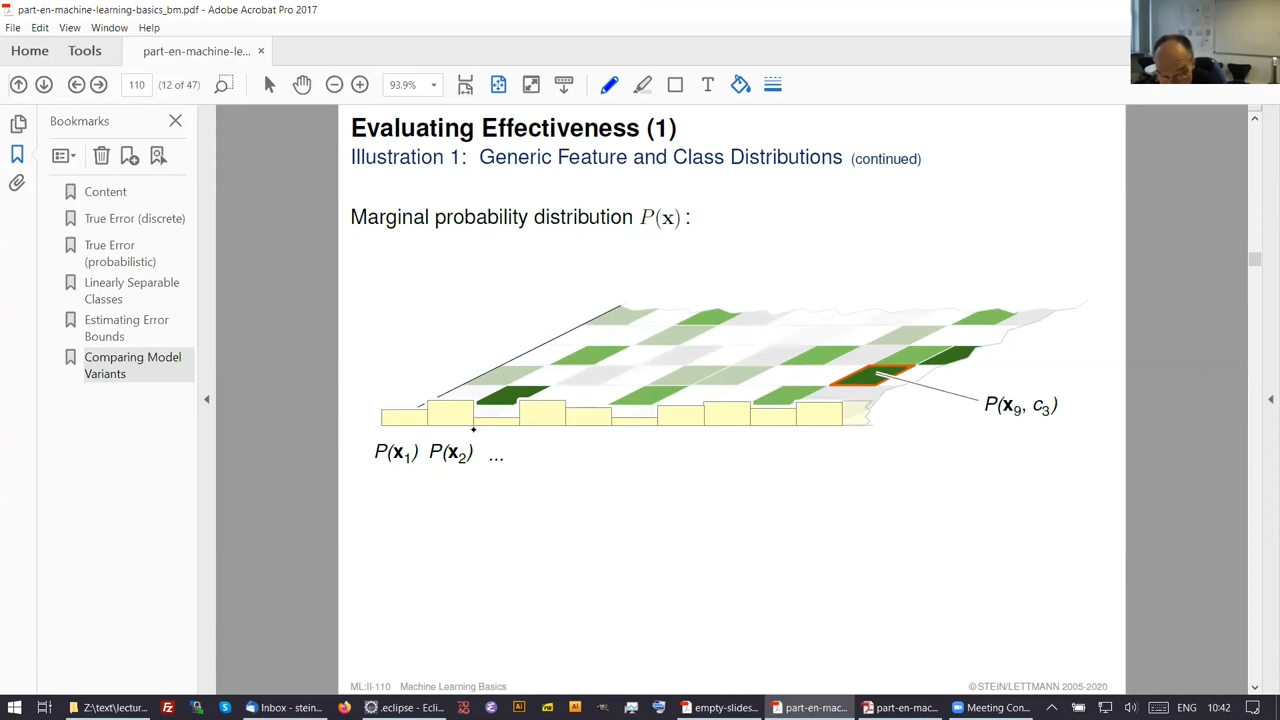 part-en-machine-learning-basics_bm.pdf - Adobe Acrobat Pro 2017
File Edit View Window Help
Home Tools part-en-machine-le... ×
110 (12 of 47) 93.9%
Bookmarks
Content
True Error (discrete)
True Error
(probabilistic)
Linearly Separable
Classes
Estimating Error
Bounds
Comparing Model
Variants
Evaluating Effectiveness (1)
Illustration 1: Generic Feature and Class Distributions (continued)
Marginal probability distribution P(x) :
P(x₉, c₃)
P(x₁) P(x₂) ...
ML:II-110 Machine Learning Basics ©STEIN/LETTMANN 2005-2020
Z:\text\lectur... Inbox - stein... .eclipse - Ecli... empty-slides... part-en-mac... part-en-mac... Meeting Con... ENG 10:42